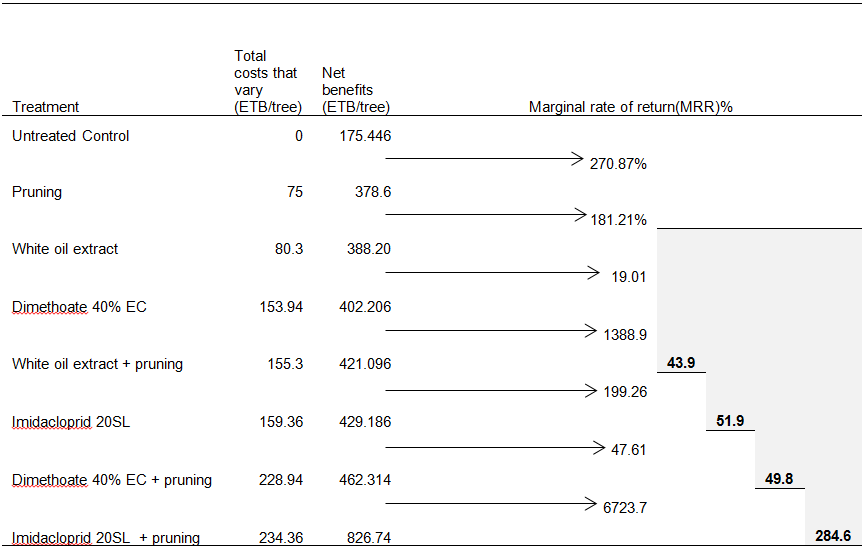 Total
costs that
vary
(ETB/tree)
Net
benefits
(ETB/tree)
Treatment
Marginal rate of return(MRR)%
Untreated Control 0 175.446
270.87%
Pruning 75 378.6
181.21%
White oil extract 80.3 388.20
19.01
Dimethoate 40% EC 153.94 402.206
1388.9
White oil extract + pruning 155.3 421.096 43.9
199.26
Imidacloprid 20SL 159.36 429.186 51.9
47.61
Dimethoate 40% EC + pruning 228.94 462.314 49.8
6723.7
Imidacloprid 20SL + pruning 234.36 826.74 284.6